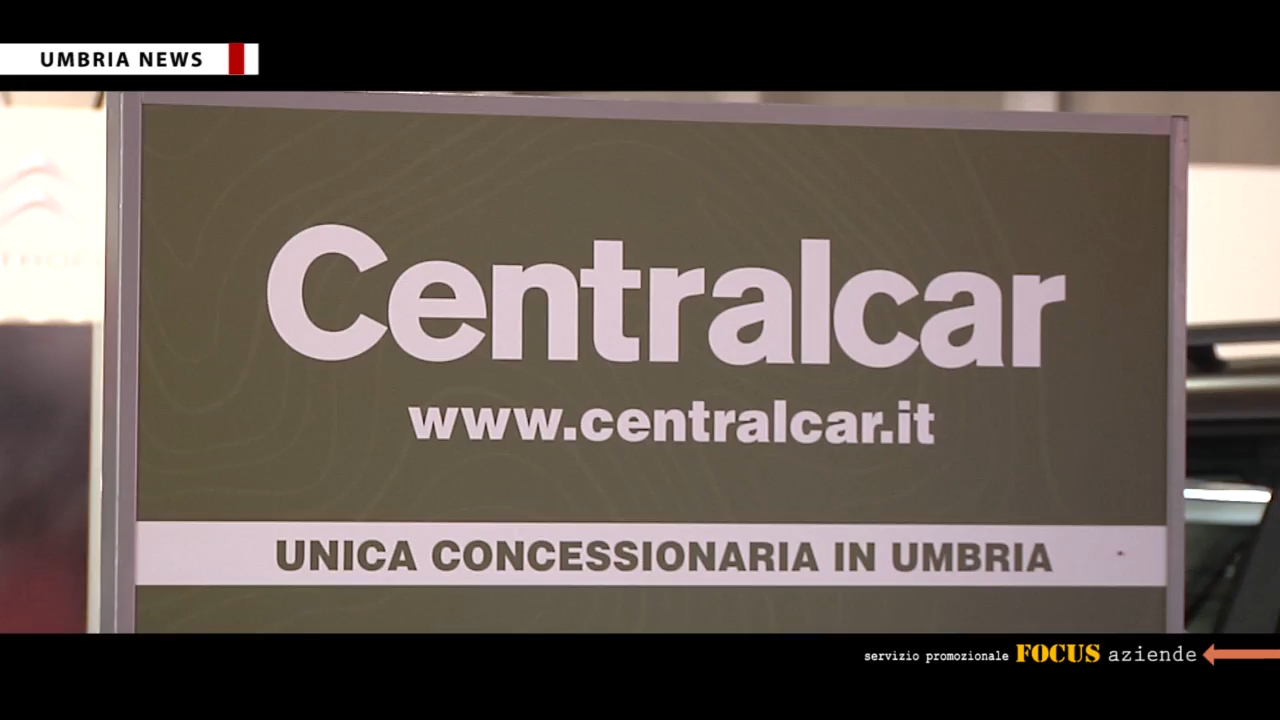 UMBRIA NEWS
Centralcar
www.centralcar.it
UNICA CONCESSIONARIA IN UMBRIA
servizio promozionale FOCUS aziende